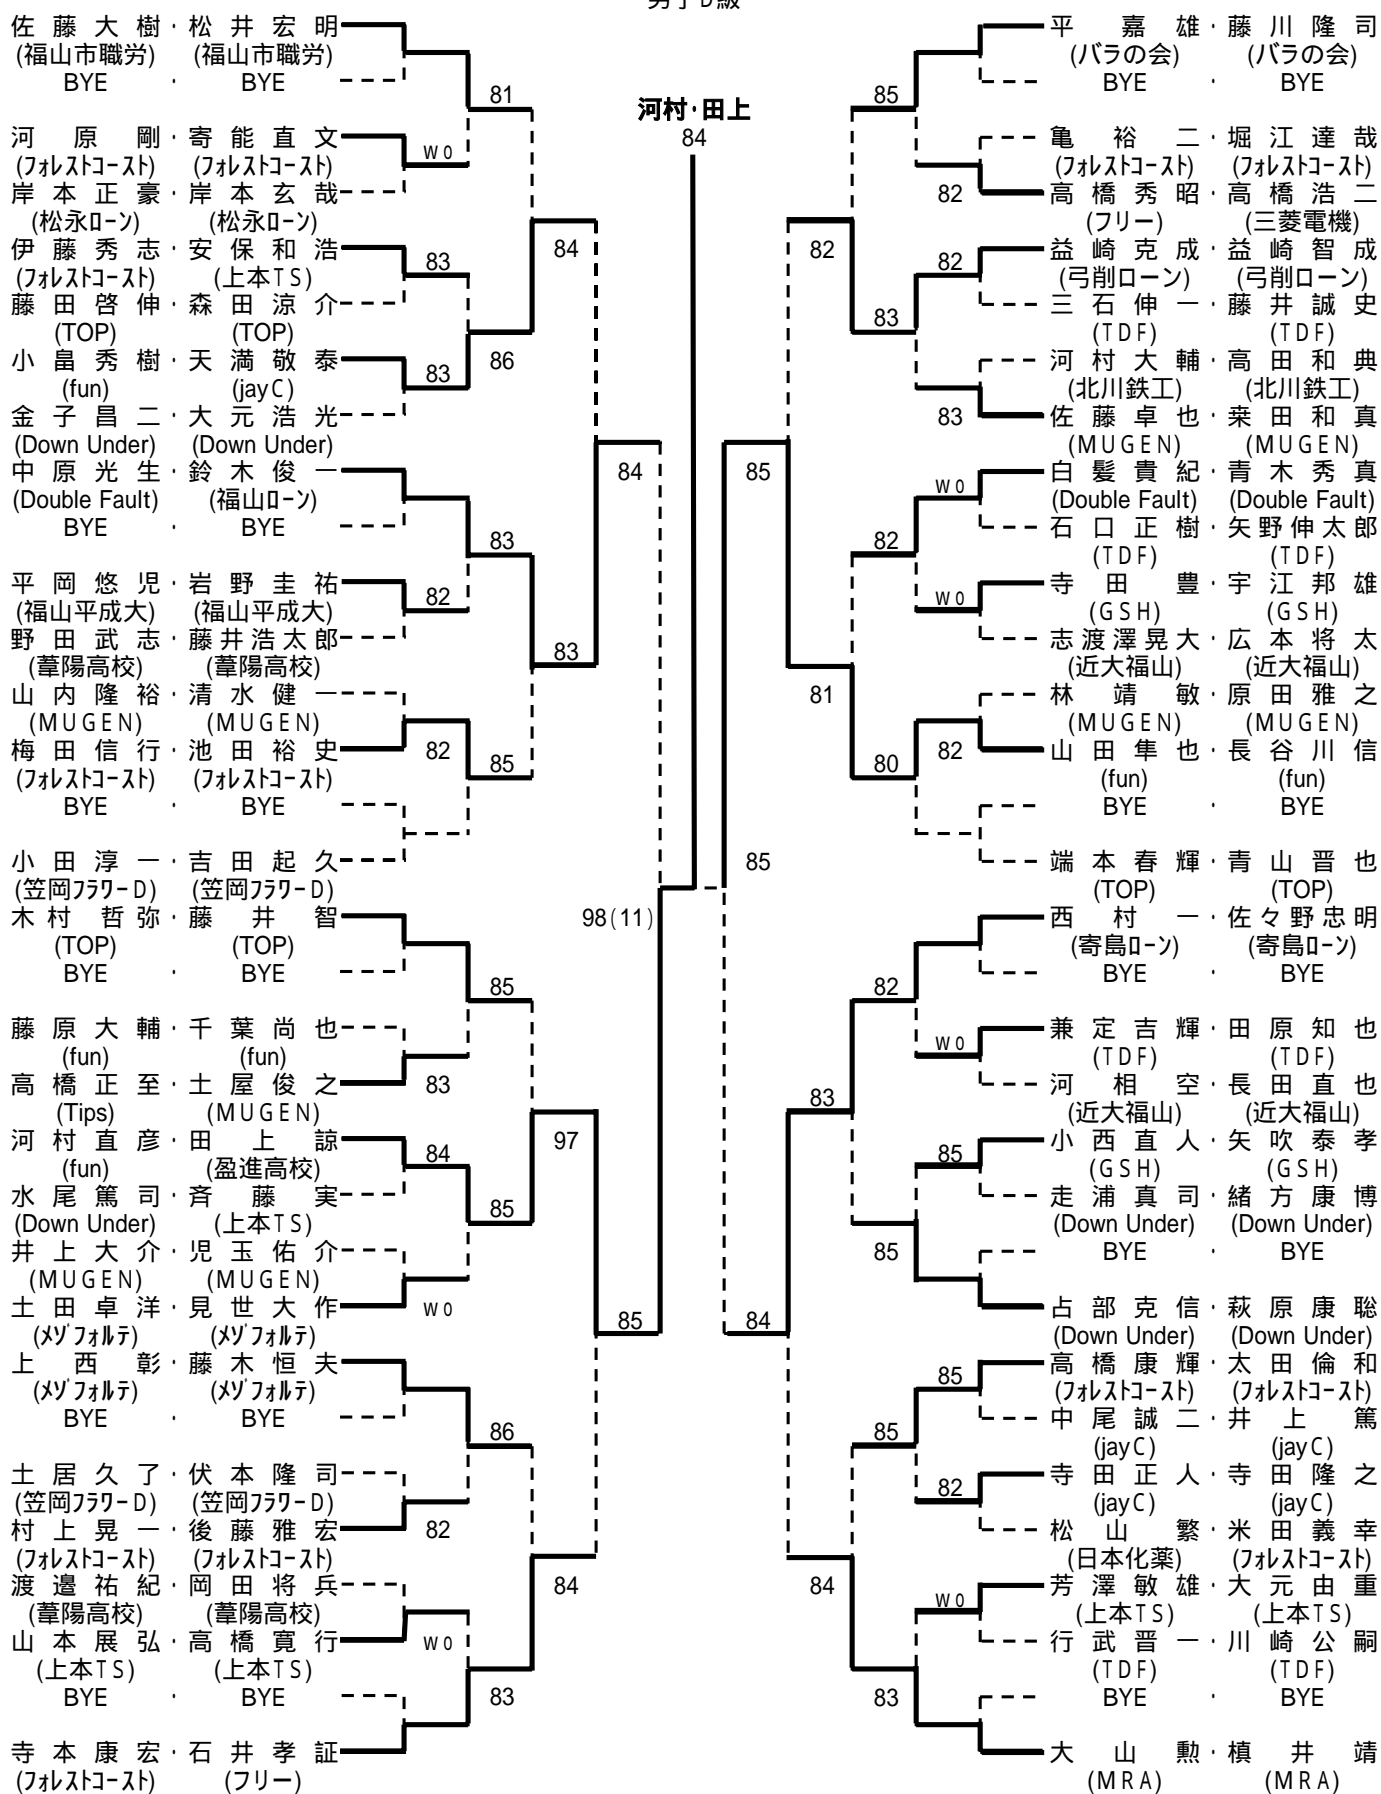 男子D級
佐藤大樹・松井宏明
(福山市職労) (福山市職労)
BYE ・ BYE
81
河原剛・寄能直文
(フォレストコースト) (フォレストコースト)
W0
岸本正豪・岸本玄哉
(松永ローン) (松永ローン)
84
伊藤秀志・安保和浩
(フォレストコースト) (上本TS)
83
藤田啓伸・森田涼介
(TOP) (TOP)
86
小畠秀樹・天満敬泰
(fun) (jayC)
83
金子昌二・大元浩光
(Down Under) (Down Under)
84
中原光生・鈴木俊一
(Double Fault) (福山ローン)
BYE ・ BYE
83
平岡悠児・岩野圭祐
(福山平成大) (福山平成大)
82
野田武志・藤井浩太郎
(葦陽高校) (葦陽高校)
83
山内隆裕・清水健一
(MUGEN) (MUGEN)
82
梅田信行・池田裕史
(フォレストコースト) (フォレストコースト)
85
BYE ・ BYE
小田淳一・吉田起久
(笠岡フラワーD) (笠岡フラワーD)
98(11)
木村哲弥・藤井智
(TOP) (TOP)
BYE ・ BYE
85
藤原大輔・千葉尚也
(fun) (fun)
83
高橋正至・土屋俊之
(Tips) (MUGEN)
97
河村直彦・田上諒
(fun) (盈進高校)
84
水尾篤司・斉藤実
(Down Under) (上本TS)
85
井上大介・児玉佑介
(MUGEN) (MUGEN)
W0
土田卓洋・見世大作
(メゾフォルテ) (メゾフォルテ)
85
上西彰・藤木恒夫
(メゾフォルテ) (メゾフォルテ)
BYE ・ BYE
86
土居久了・伏本隆司
(笠岡フラワーD) (笠岡フラワーD)
82
村上晃一・後藤雅宏
(フォレストコースト) (フォレストコースト)
84
渡邉祐紀・岡田将兵
(葦陽高校) (葦陽高校)
W0
山本展弘・高橋寛行
(上本TS) (上本TS)
83
BYE ・ BYE
寺本康宏・石井孝証
(フォレストコースト) (フリー)
河村・田上
84
平嘉雄・藤川隆司
(バラの会) (バラの会)
BYE ・ BYE
85
亀裕二・堀江達哉
(フォレストコースト) (フォレストコースト)
82
高橋秀昭・高橋浩二
(フリー) (三菱電機)
82
益崎克成・益崎智成
(弓削ローン) (弓削ローン)
82
三石伸一・藤井誠史
(TDF) (TDF)
83
河村大輔・高田和典
(北川鉄工) (北川鉄工)
83
佐藤卓也・桒田和真
(MUGEN) (MUGEN)
85
白髪貴紀・青木秀真
(Double Fault) (Double Fault)
W0
石口正樹・矢野伸太郎
(TDF) (TDF)
82
寺田豊・宇江邦雄
(GSH) (GSH)
W0
志渡澤晃大・広本将太
(近大福山) (近大福山)
81
林靖敏・原田雅之
(MUGEN) (MUGEN)
82
山田隼也・長谷川信
(fun) (fun)
80
BYE ・ BYE
端本春輝・青山晋也
(TOP) (TOP)
85
西村一・佐々野忠明
(寄島ローン) (寄島ローン)
BYE ・ BYE
82
兼定吉輝・田原知也
(TDF) (TDF)
W0
河相空・長田直也
(近大福山) (近大福山)
83
小西直人・矢吹泰孝
(GSH) (GSH)
85
走浦真司・緒方康博
(Down Under) (Down Under)
85
BYE ・ BYE
占部克信・萩原康聡
(Down Under) (Down Under)
84
高橋康輝・太田倫和
(フォレストコースト) (フォレストコースト)
85
中尾誠二・井上篤
(jayC) (jayC)
85
寺田正人・寺田隆之
(jayC) (jayC)
82
松山繁・米田義幸
(日本化薬) (フォレストコースト)
84
芳澤敏雄・大元由重
(上本TS) (上本TS)
W0
行武晋一・川崎公嗣
(TDF) (TDF)
83
BYE ・ BYE
大山勲・槙井靖
(MRA) (MRA)